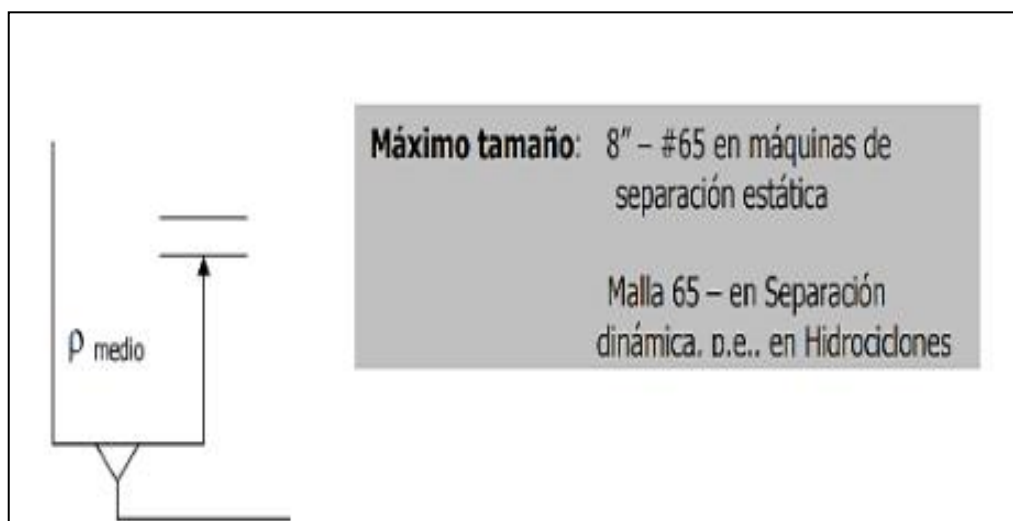 Máximo tamaño: 8" – #65 en máquinas de
separación estática
Malla 65 – en Separación
dinámica. p.e.. en Hidrociclones
ρ medio